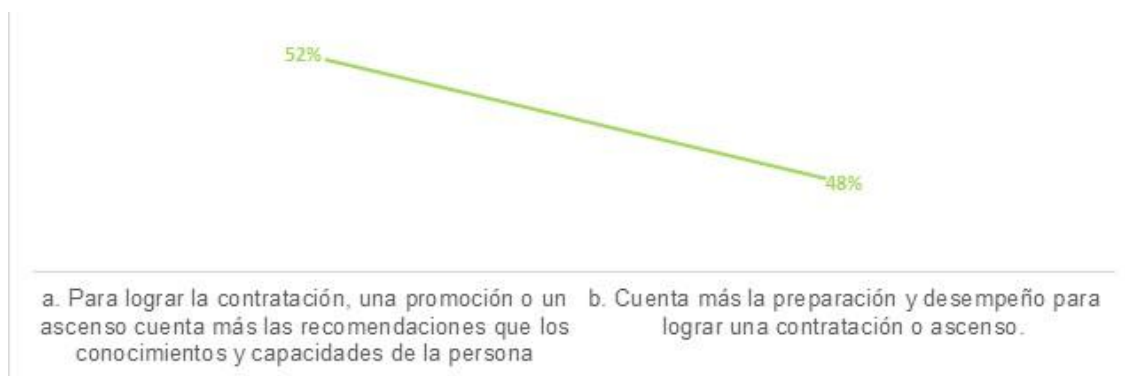 52%
48%
a. Para lograr la contratación, una promoción o un
ascenso cuenta más las recomendaciones que los
conocimientos y capacidades de la persona
b. Cuenta más la preparación y desempeño para
lograr una contratación o ascenso.